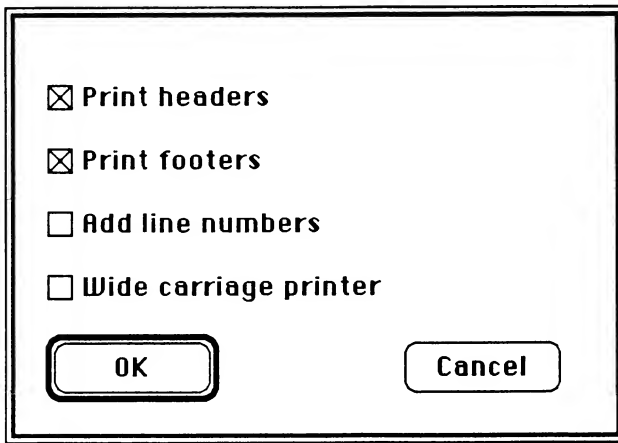 Print headers
Print footers
Add line numbers
Wide carriage printer
OK
Cancel